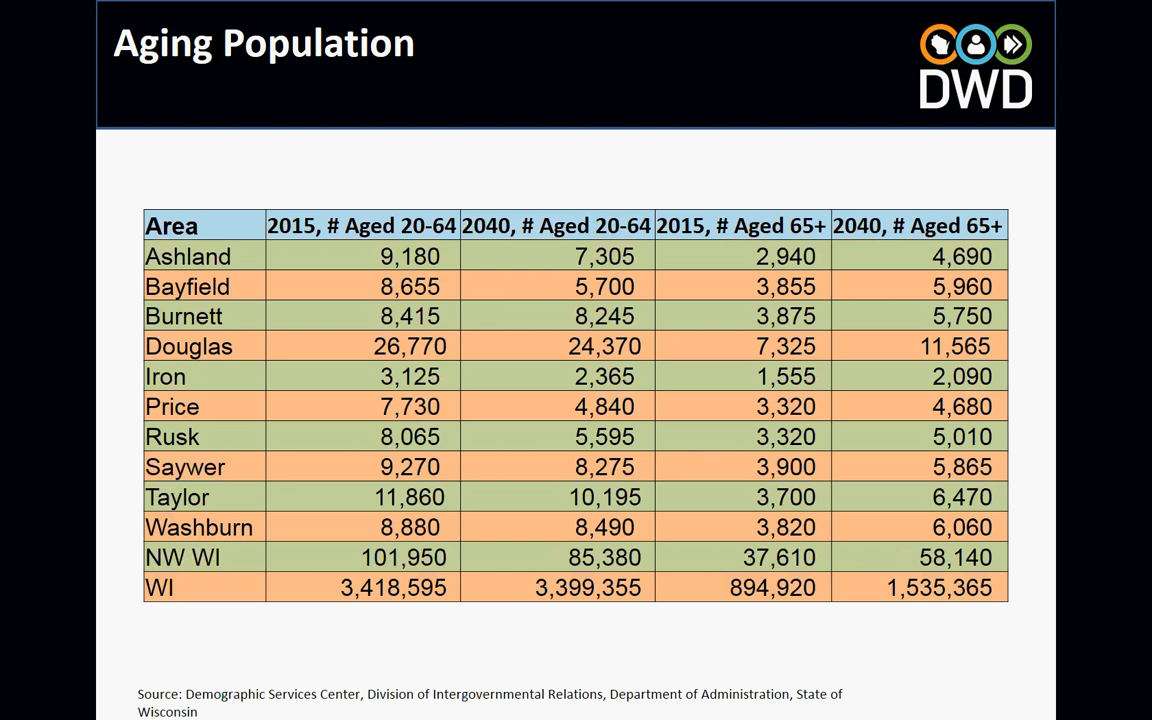 Aging Population
DWD
Area 2015, # Aged 20-64 2040, # Aged 20-64 2015, # Aged 65+ 2040, # Aged 65+
Ashland 9,180 7,305 2,940 4,690
Bayfield 8,655 5,700 3,855 5,960
Burnett 8,415 8,245 3,875 5,750
Douglas 26,770 24,370 7,325 11,565
Iron 3,125 2,365 1,555 2,090
Price 7,730 4,840 3,320 4,680
Rusk 8,065 5,595 3,320 5,010
Saywer 9,270 8,275 3,900 5,865
Taylor 11,860 10,195 3,700 6,470
Washburn 8,880 8,490 3,820 6,060
NW WI 101,950 85,380 37,610 58,140
WI 3,418,595 3,399,355 894,920 1,535,365
Source: Demographic Services Center, Division of Intergovernmental Relations, Department of Administration, State of
Wisconsin